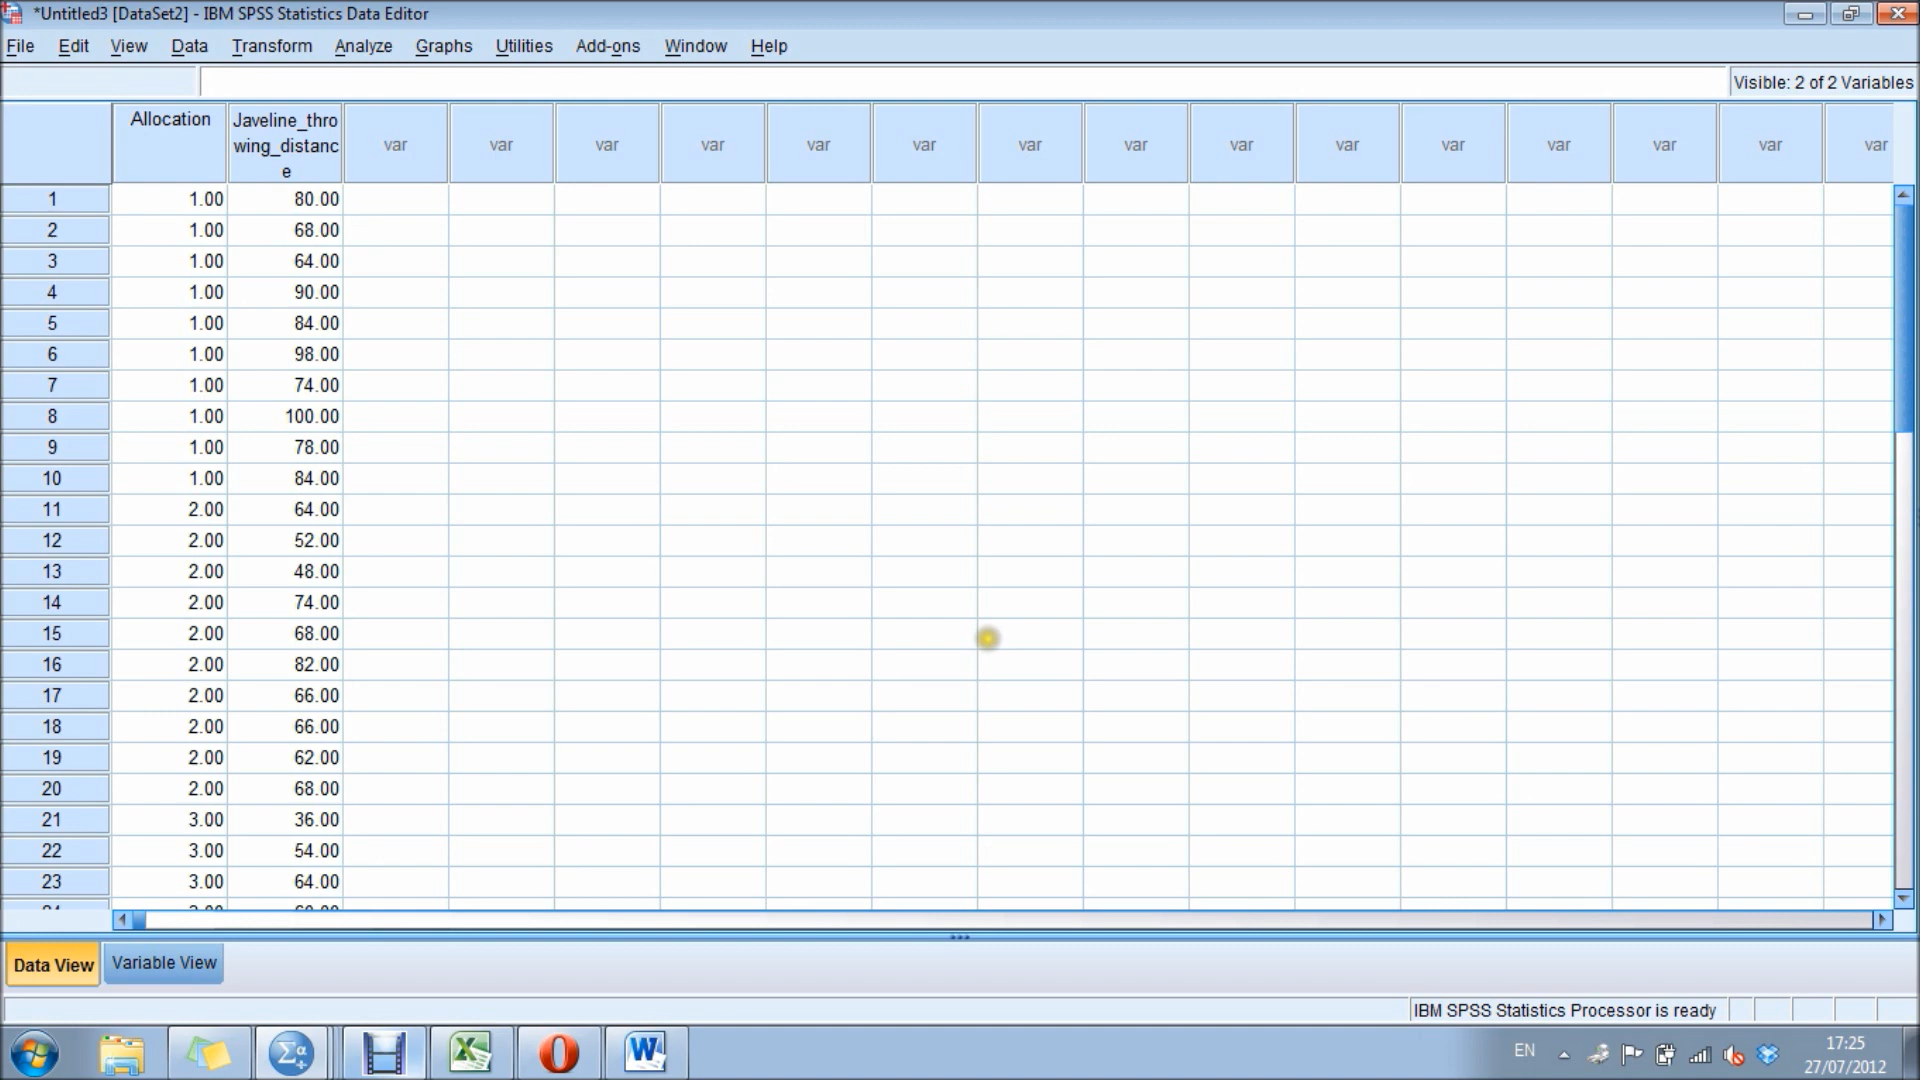 *Untitled3 [DataSet2] - IBM SPSS Statistics Data Editor
File Edit View Data Transform Analyze Graphs Utilities Add-ons Window Help
Visible: 2 of 2 Variables
Allocation Javeline_thro var var var var var var var var var var var var var var var
wing_distanc
e
1 1.00 80.00
2 1.00 68.00
3 1.00 64.00
4 1.00 90.00
5 1.00 84.00
6 1.00 98.00
7 1.00 74.00
8 1.00 100.00
9 1.00 78.00
10 1.00 84.00
11 2.00 64.00
12 2.00 52.00
13 2.00 48.00
14 2.00 74.00
15 2.00 68.00
16 2.00 82.00
17 2.00 66.00
18 2.00 66.00
19 2.00 62.00
20 2.00 68.00
21 3.00 36.00
22 3.00 54.00
23 3.00 64.00
Data View Variable View
IBM SPSS Statistics Processor is ready
EN 17:25
27/07/2012